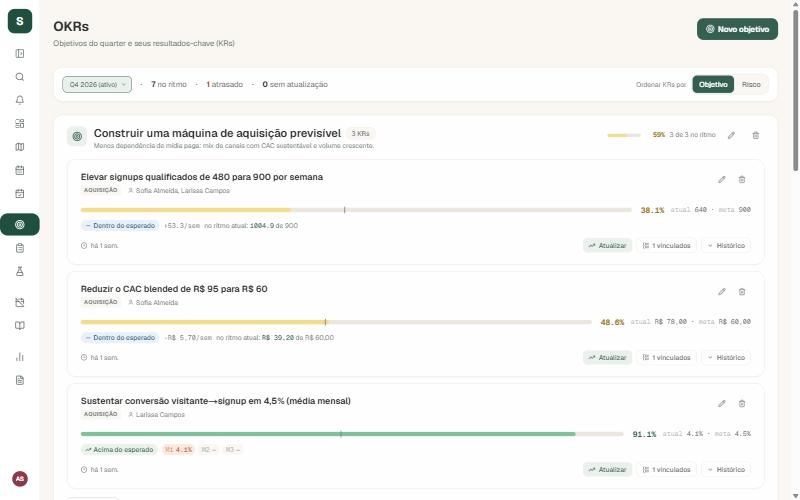 S
OKRs
Objetivos do quarter e seus resultados-chave (KRs)
Novo objetivo
Q4 2026 (ativo) · 7 no ritmo · 1 atrasado · 0 sem atualização
Ordenar KRs por Objetivo Risco
Construir uma máquina de aquisição previsível 3 KRs
Menos dependência de mídia paga: mix de canais com CAC sustentável e volume crescente.
59% 3 de 3 no ritmo
Elevar signups qualificados de 480 para 900 por semana
AQUISIÇÃO Sofia Almeida, Larissa Campos
38.1% atual 640 · meta 900
Dentro do esperado +53.3/sem no ritmo atual: 1004.9 de 900
há 1 sem. Atualizar 1 vinculados Histórico
Reduzir o CAC blended de R$ 95 para R$ 60
AQUISIÇÃO Sofia Almeida
48.6% atual R$ 78,00 · meta R$ 60,00
Dentro do esperado -R$ 5,70/sem no ritmo atual: R$ 39,20 de R$ 60,00
há 1 sem. Atualizar 1 vinculados Histórico
Sustentar conversão visitante→signup em 4,5% (média mensal)
AQUISIÇÃO Larissa Campos
91.1% atual 4.1% · meta 4.5%
Acima do esperado M1 4.1% M2 – M3 –
há 1 sem. Atualizar 1 vinculados Histórico
AS